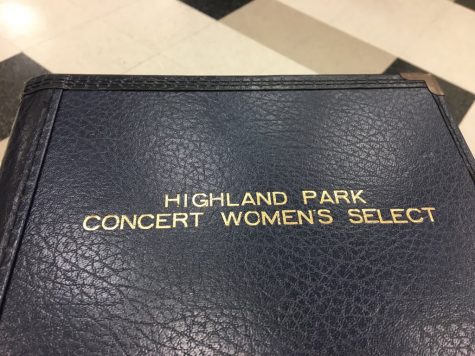 HIGHLAND PARK
CONCERT WOMEN'S SELECT